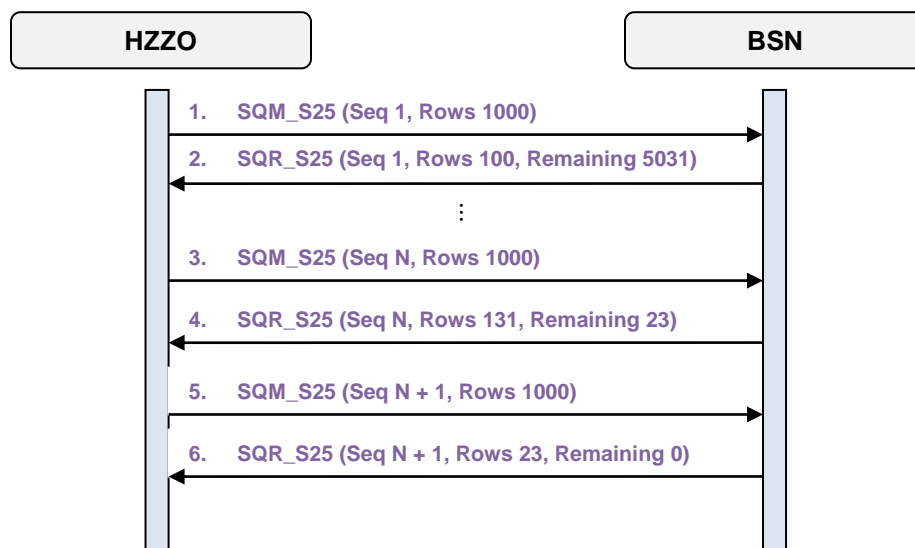 HZZO
BSN
1. SQM_S25 (Seq 1, Rows 1000)
2. SQR_S25 (Seq 1, Rows 100, Remaining 5031)
⋮
3. SQM_S25 (Seq N, Rows 1000)
4. SQR_S25 (Seq N, Rows 131, Remaining 23)
5. SQM_S25 (Seq N + 1, Rows 1000)
6. SQR_S25 (Seq N + 1, Rows 23, Remaining 0)